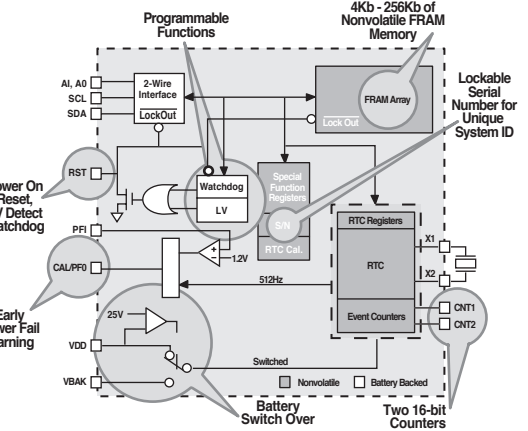 Programmable
Functions
4Kb - 256Kb of
Nonvolatile FRAM
Memory
Lockable
Serial
Number for
Unique
System ID
AI, A0
SCL
SDA
2-Wire
Interface
LockOut
FRAM Array
Lock Out
RST
ower On
Reset,
V Detect
atchdog
Watchdog
LV
Special
Function
Registers
S/N
RTC Cal.
PFI
CAL/PF0
1.2V
512Hz
RTC Registers
RTC
Event Counters
X1
X2
CNT1
CNT2
Early
wer Fail
arning
25V
VDD
VBAK
Switched
Nonvolatile
Battery Backed
Battery
Switch Over
Two 16-bit
Counters